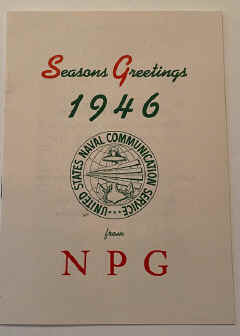 Seasons Greetings
1946
UNITED STATES NAVAL COMMUNICATION SERVICE
from
NPG